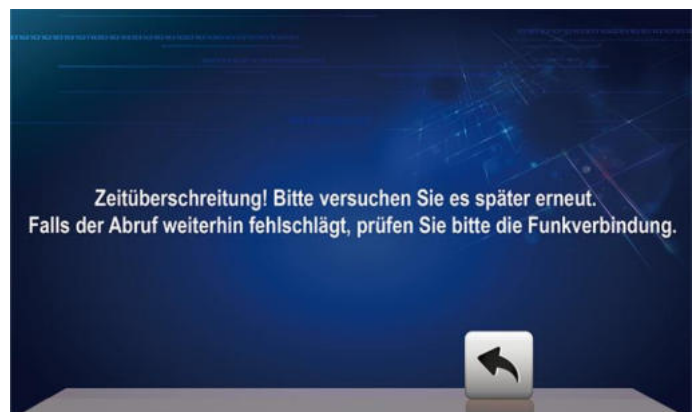 Zeitüberschreitung! Bitte versuchen Sie es später erneut.
Falls der Abruf weiterhin fehlschlägt, prüfen Sie bitte die Funkverbindung.